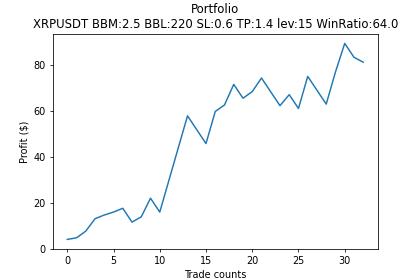 Portfolio
XRPUSDT BBM:2.5 BBL:220 SL:0.6 TP:1.4 lev:15 WinRatio:64.0
Profit ($)
80
60
40
20
0
0 5 10 15 20 25 30
Trade counts